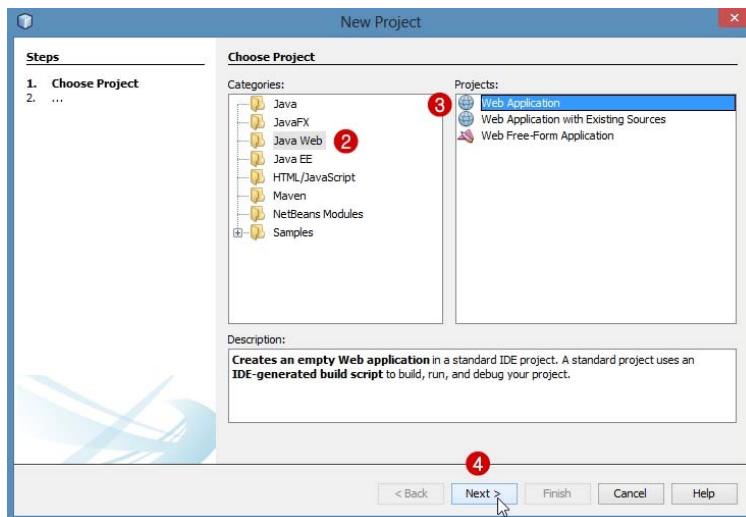 New Project
Steps
1. Choose Project
2. ...
Choose Project
Categories:
Java
JavaFX
Java Web 2
Java EE
HTML/JavaScript
Maven
NetBeans Modules
Samples
Projects:
3 Web Application
Web Application with Existing Sources
Web Free-Form Application
Description:
Creates an empty Web application in a standard IDE project. A standard project uses an
IDE-generated build script to build, run, and debug your project.
4
< Back Next > Finish Cancel Help